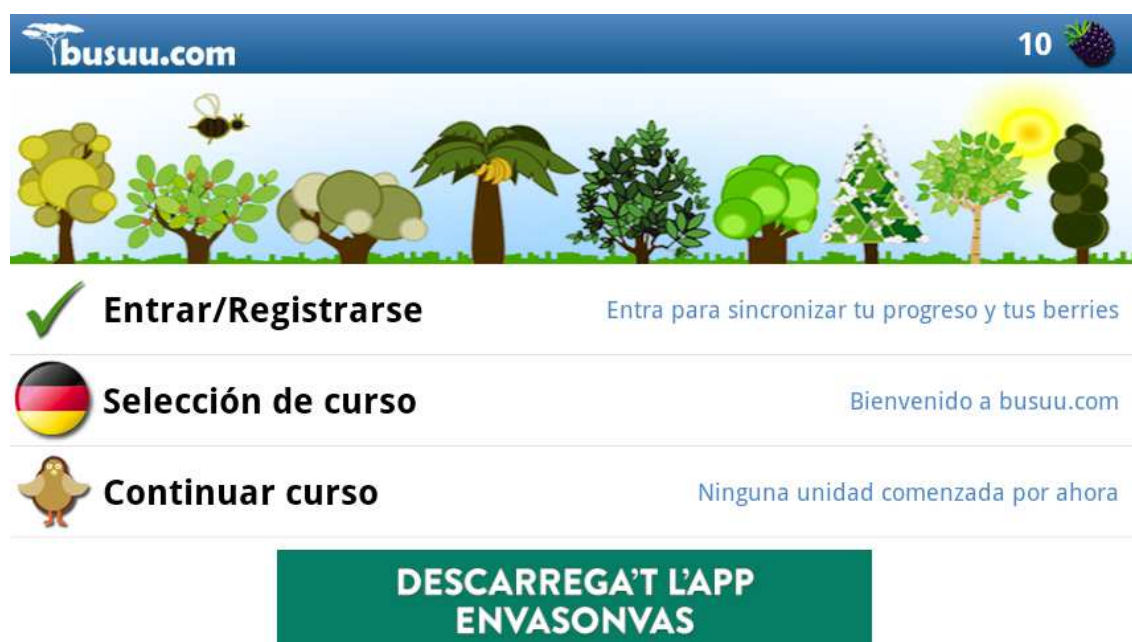 busuu.com
10
Entrar/Registrarse
Entra para sincronizar tu progreso y tus berries
Selección de curso
Bienvenido a busuu.com
Continuar curso
Ninguna unidad comenzada por ahora
DESCARREGA'T L'APP
ENVASONVAS